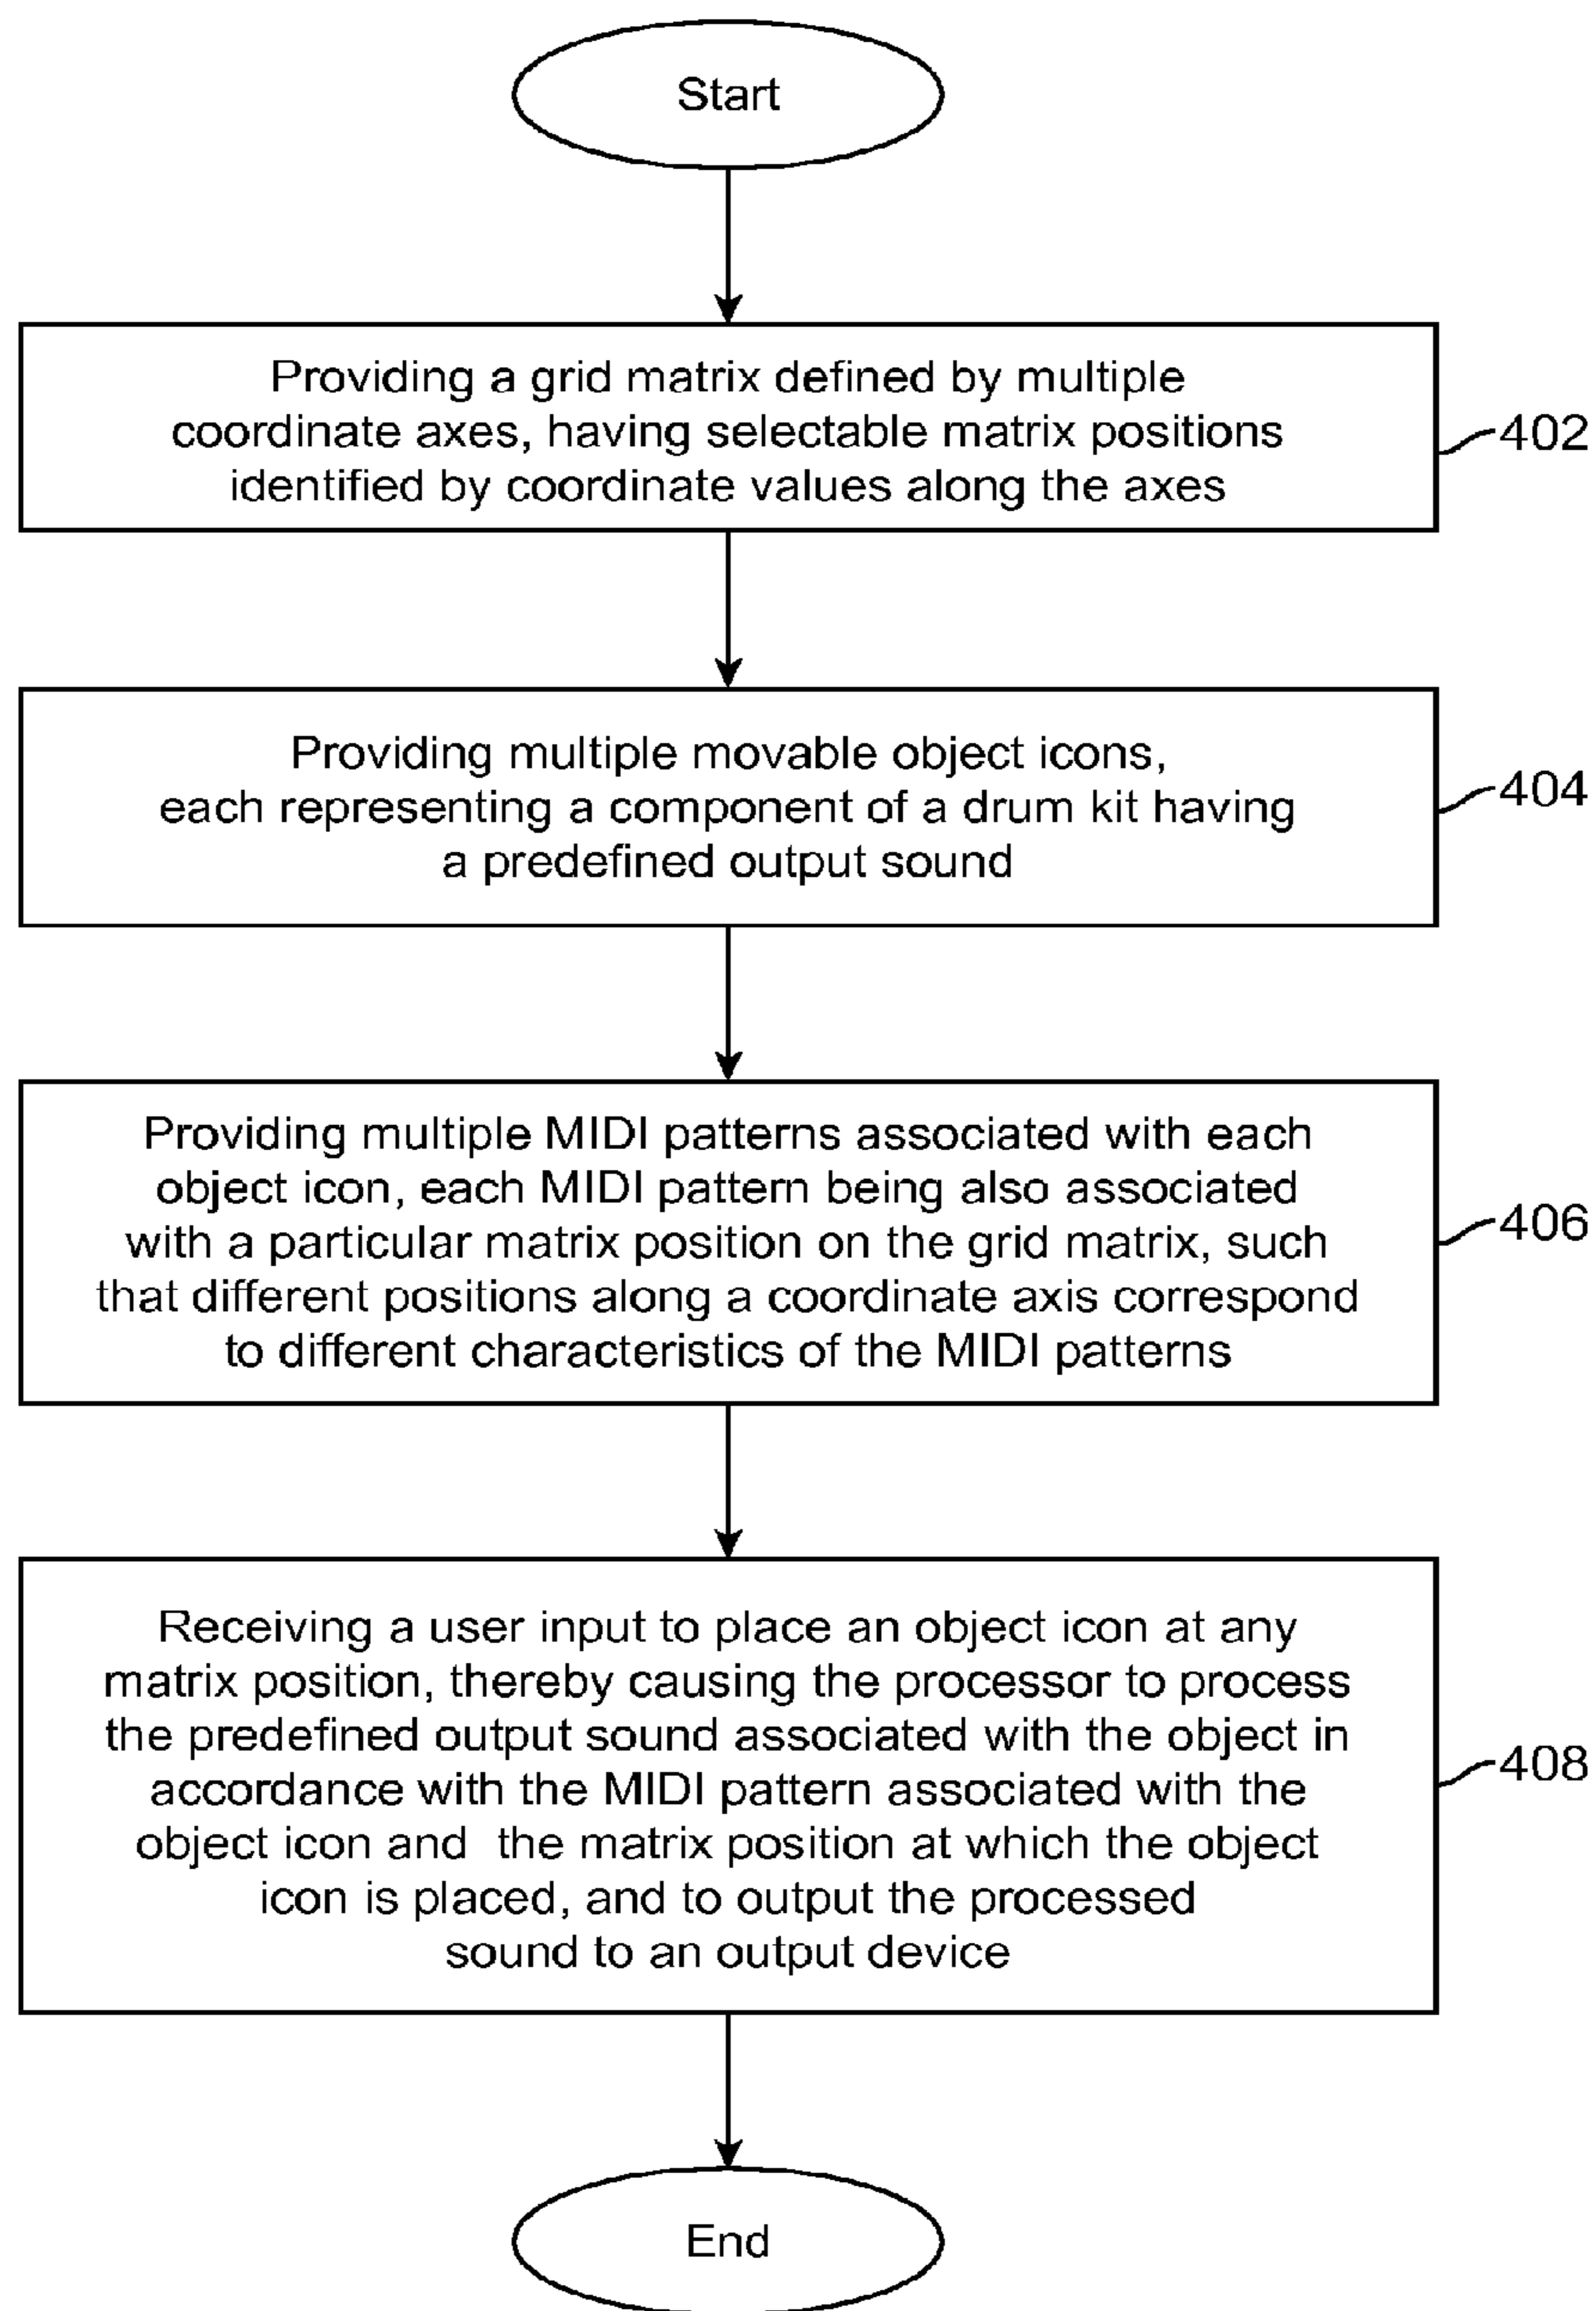 Start
Providing a grid matrix defined by multiple
coordinate axes, having selectable matrix positions
identified by coordinate values along the axes
402
Providing multiple movable object icons,
each representing a component of a drum kit having
a predefined output sound
404
Providing multiple MIDI patterns associated with each
object icon, each MIDI pattern being also associated
with a particular matrix position on the grid matrix, such
that different positions along a coordinate axis correspond
to different characteristics of the MIDI patterns
406
Receiving a user input to place an object icon at any
matrix position, thereby causing the processor to process
the predefined output sound associated with the object in
accordance with the MIDI pattern associated with the
object icon and the matrix position at which the object
icon is placed, and to output the processed
sound to an output device
408
End